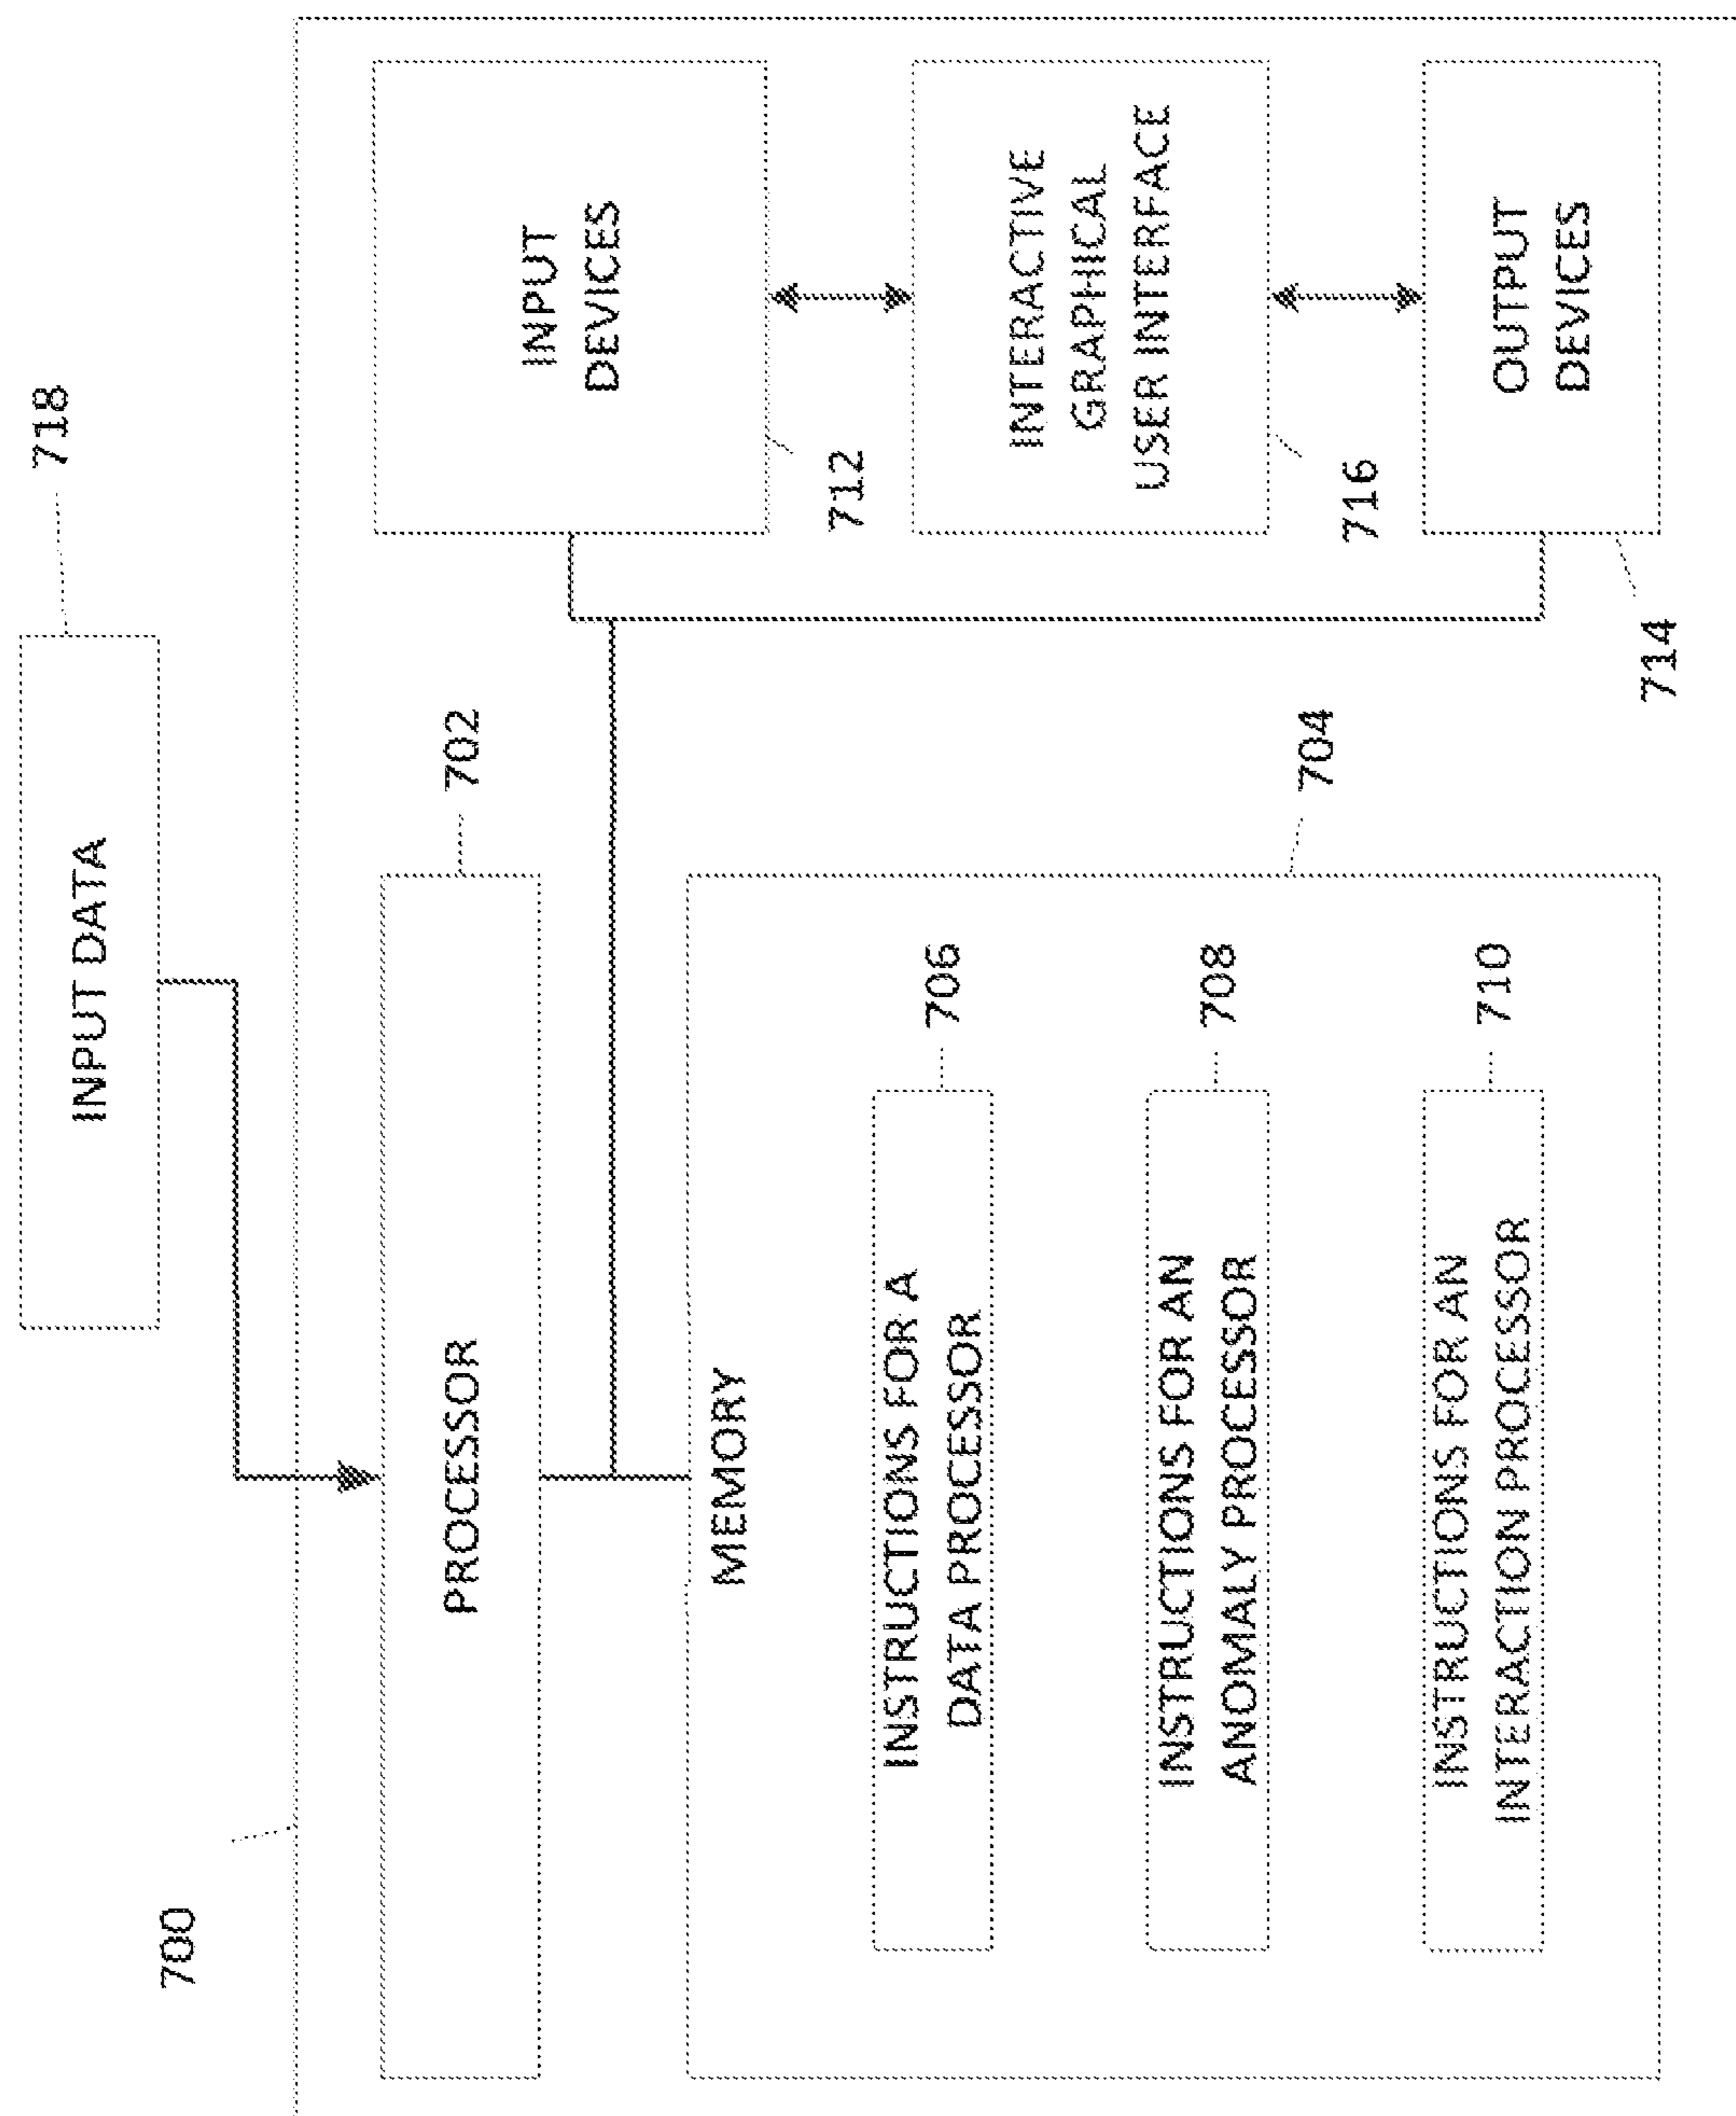 718
INPUT DATA
700
702
PROCESSOR
INPUT
DEVICES
712
MEMORY
704
INSTRUCTIONS FOR A
DATA PROCESSOR
706
INTERACTIVE
GRAPHICAL
USER INTERFACE
716
INSTRUCTIONS FOR AN
ANOMALY PROCESSOR
708
INSTRUCTIONS FOR AN
INTERACTION PROCESSOR
710
OUTPUT
DEVICES
714